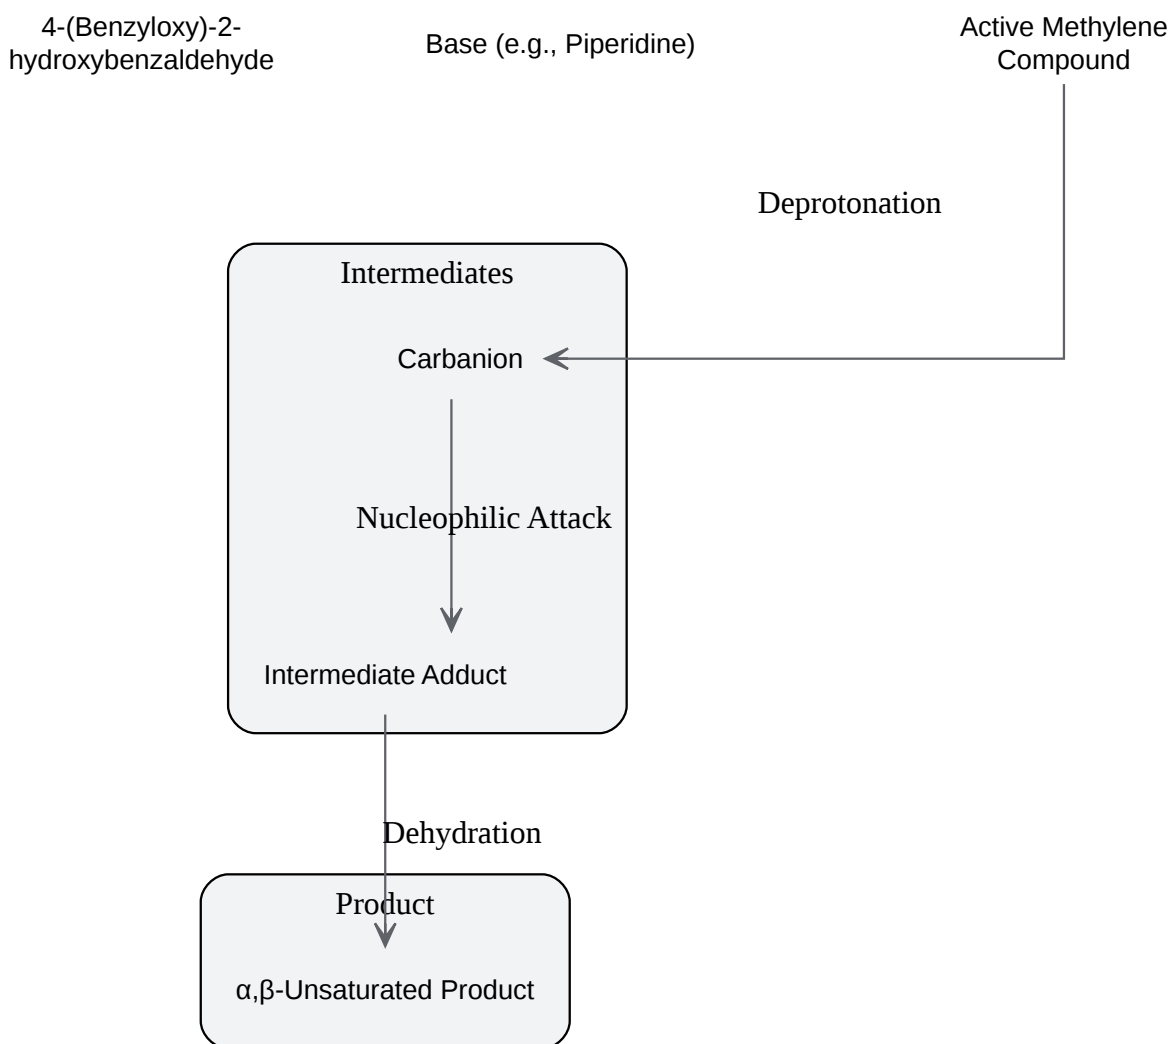 4-(Benzyloxy)-2-
hydroxybenzaldehyde
Base (e.g., Piperidine)
Active Methylene
Compound
Deprotonation
Intermediates
Carbanion
Nucleophilic Attack
Intermediate Adduct
Dehydration
Product
α,β-Unsaturated Product